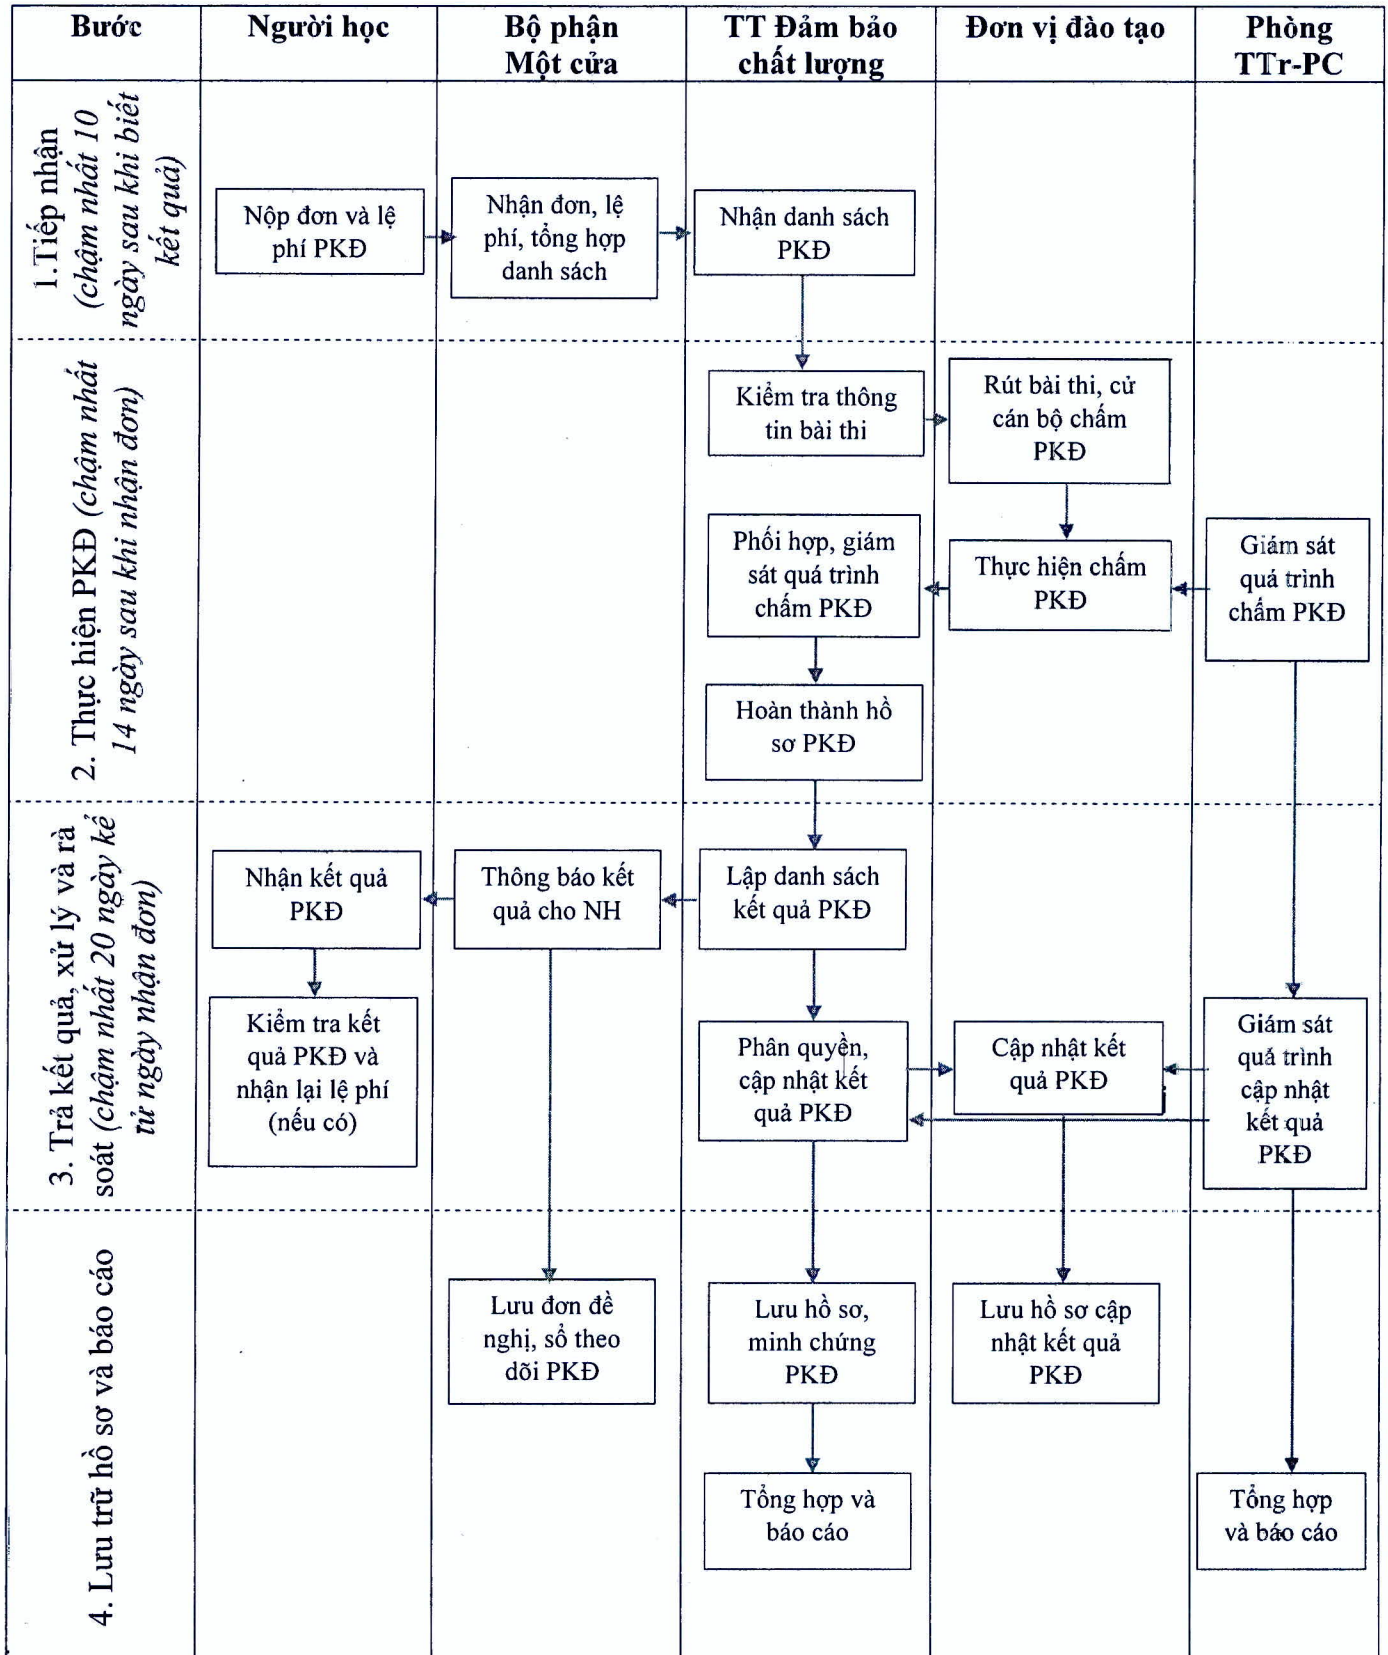 Bước
Người học
Bộ phận
Một cửa
TT Đảm bảo
chất lượng
Đơn vị đào tạo
Phòng
TTr-PC
1.Tiếp nhận
(chậm nhất 10
ngày sau khi biết
kết quả)
Nộp đơn và lệ
phí PKĐ
Nhận đơn, lệ
phí, tổng hợp
danh sách
Nhận danh sách
PKĐ
2. Thực hiện PKĐ (chậm nhất
14 ngày sau khi nhận đơn)
Kiểm tra thông
tin bài thi
Rút bài thi, cử
cán bộ chấm
PKĐ
Phối hợp, giám
sát quá trình
chấm PKĐ
Thực hiện chấm
PKĐ
Giám sát
quá trình
chấm PKĐ
Hoàn thành hồ
sơ PKĐ
3. Trả kết quả, xử lý và rà
soát (chậm nhất 20 ngày kể
từ ngày nhận đơn)
Nhận kết quả
PKĐ
Thông báo kết
quả cho NH
Lập danh sách
kết quả PKĐ
Kiểm tra kết
quả PKĐ và
nhận lại lệ phí
(nếu có)
Phân quyền,
cập nhật kết
quả PKĐ
Cập nhật kết
quả PKĐ
Giám sát
quá trình
cập nhật
kết quả
PKĐ
4. Lưu trữ hồ sơ và báo cáo
Lưu đơn đề
nghị, sổ theo
dõi PKĐ
Lưu hồ sơ,
minh chứng
PKĐ
Lưu hồ sơ cập
nhật kết quả
PKĐ
Tổng hợp và
báo cáo
Tổng hợp
và báo cáo